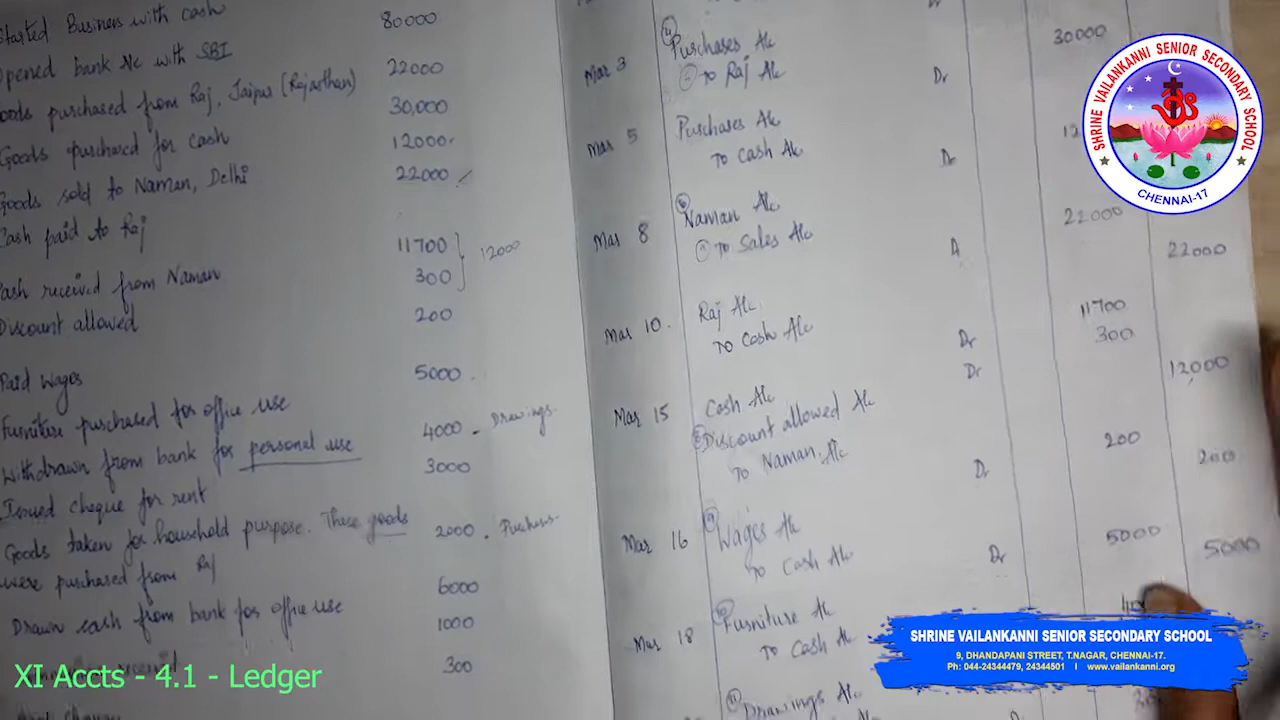 Started Business with cash 80000
Opened bank A/c with SBI 22000
Goods purchased from Raj, Jaipur (Rajasthan) 30,000
Goods purchased for cash 12000
Goods sold to Naman, Delhi 22000
Cash paid to Raj
Cash received from Naman 11700 12000
Discount allowed 300
200
Paid wages 5000
Furniture purchased for office use
Withdrawn from bank for personal use 4000 - Drawings
Issued cheque for rent 3000
Goods taken for household purpose. These goods 2000 - Purchases
were purchased from Raj
Drawn cash from bank for office use 6000
1000
received 300
Purchases A/c Dr 30000
Mar 3 To Raj A/c
Mar 5 Purchases A/c Dr
To Cash A/c
Mar 8 Naman A/c Dr 22000
To Sales A/c 22000
Mar 10 Raj A/c Dr
To Cash A/c
11700
300
12000
Mar 15 Cash A/c Dr
Discount allowed A/c Dr
To Naman A/c
200
200
Mar 16 Wages A/c Dr 5000
To Cash A/c 5000
Mar 18 Furniture A/c Dr
To Cash A/c
Drawings A/c
SHRINE VAILANKANNI SENIOR SECONDARY SCHOOL
CHENNAI-17
XI Accts - 4.1 - Ledger
SHRINE VAILANKANNI SENIOR SECONDARY SCHOOL
9, DHANDAPANI STREET, T.NAGAR, CHENNAI-17.
Ph: 044-24344479, 24344501 I www.vailankanni.org